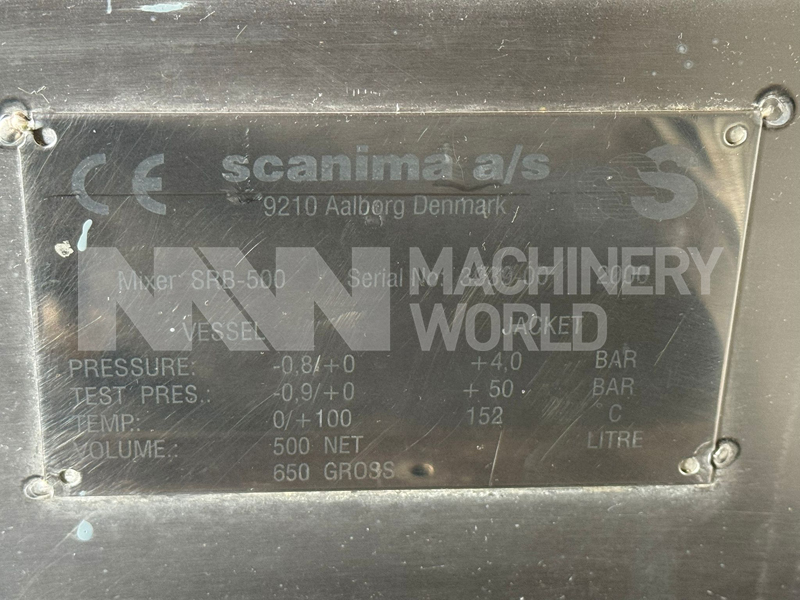 CE scanima a/s S
9210 Aalborg Denmark
MW MACHINERY WORLD
Mixer SRB-500 Serial No: 2000
VESSEL JACKET
PRESSURE: -0,8/+0 +4,0 BAR
TEST PRES.: -0,9/+0 + 50 BAR
TEMP: 0/+100 152 °C
VOLUME.: 500 NET LITRE
650 GROSS